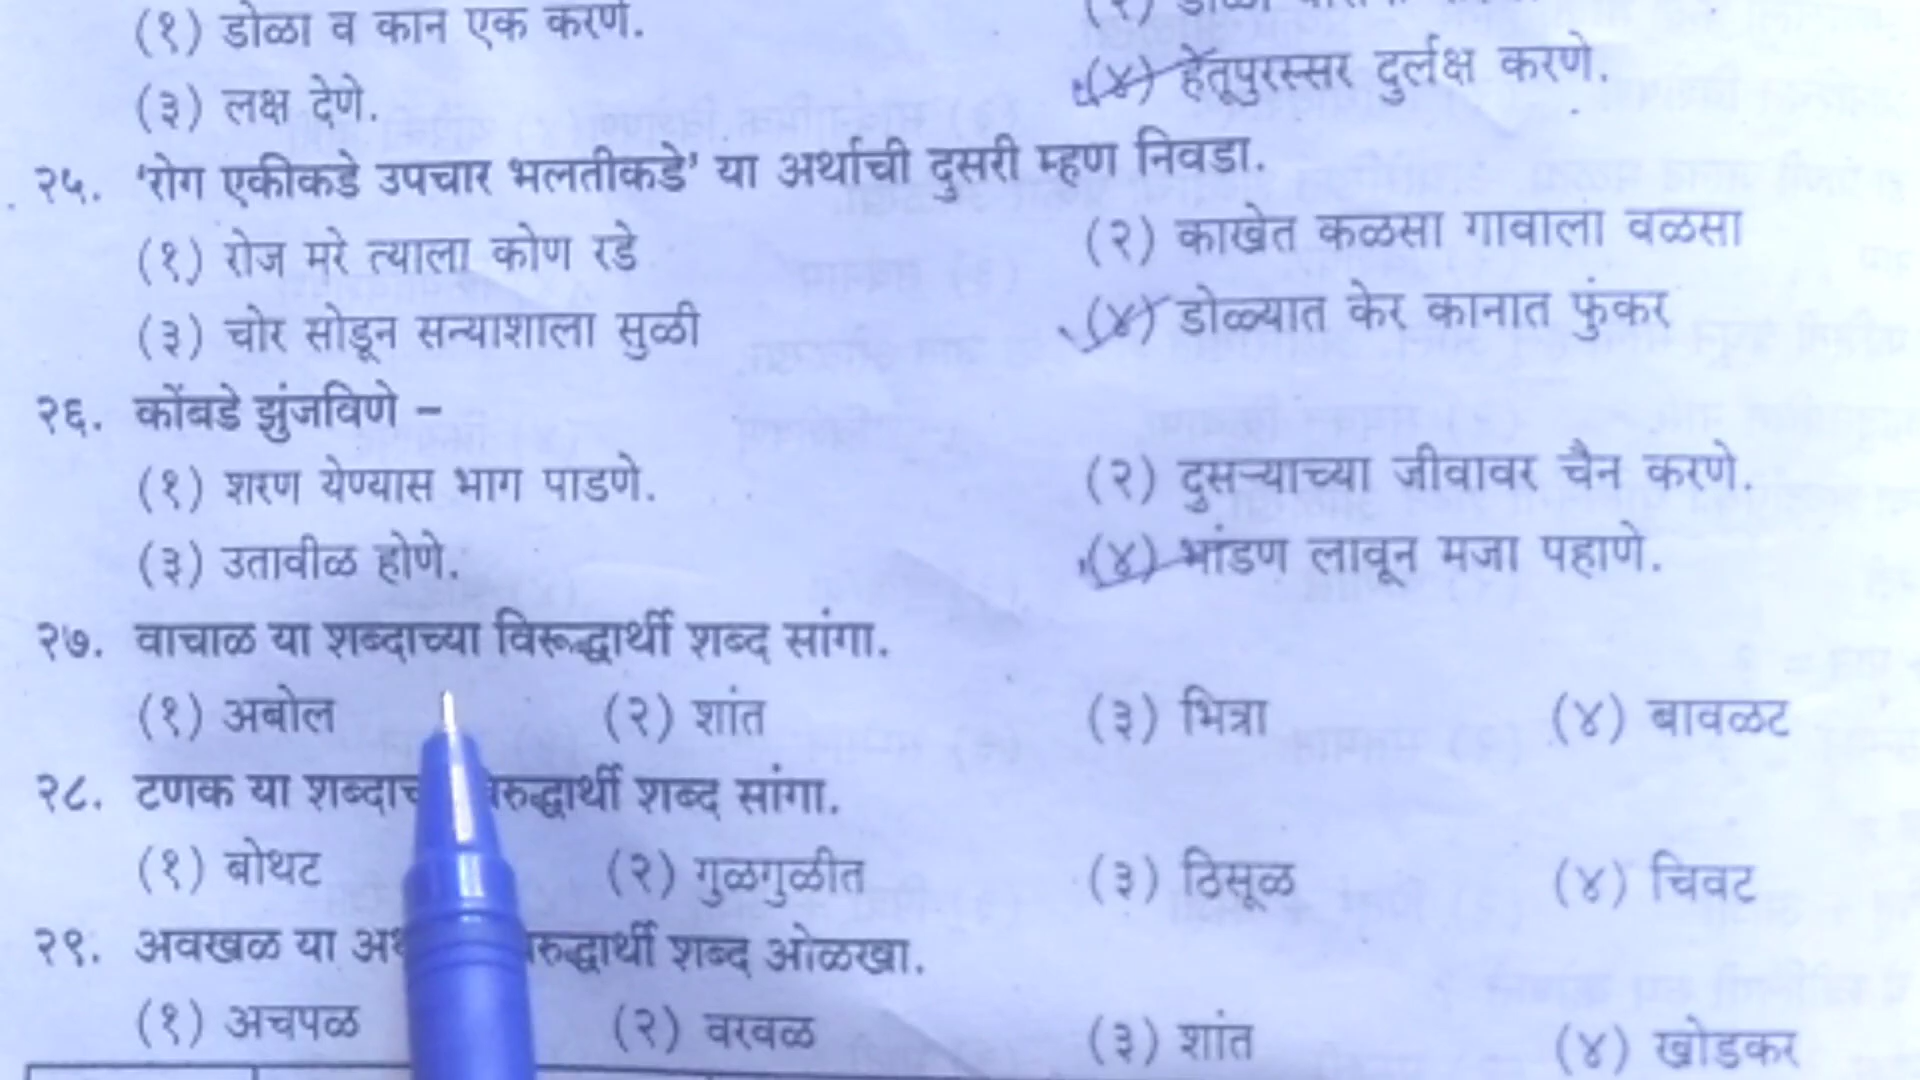 (१) डोळा व कान एक करणे.
(४) हेतूपुरस्सर दुर्लक्ष करणे.
(३) लक्ष देणे.
२५. 'रोग एकीकडे उपचार भलतीकडे' या अर्थाची दुसरी म्हण निवडा.
(१) रोज मरे त्याला कोण रडे (२) काखेत कळसा गावाला वळसा
(३) चोर सोडून सन्याशाला सुळी (४) डोळ्यात केर कानात फुंकर
२६. कोंबडे झुंजविणे –
(१) शरण येण्यास भाग पाडणे. (२) दुसऱ्याच्या जीवावर चैन करणे.
(३) उतावीळ होणे. (४) भांडण लावून मजा पहाणे.
२७. वाचाळ या शब्दाच्या विरूद्धार्थी शब्द सांगा.
(१) अबोल (२) शांत (३) भित्रा (४) बावळट
२८. टणक या शब्दाच रुद्धार्थी शब्द सांगा.
(१) बोथट (२) गुळगुळीत (३) ठिसूळ (४) चिवट
२९. अवखळ या अ रुद्धार्थी शब्द ओळखा.
(१) अचपळ (२) वरवळ (३) शांत (४) खोडकर